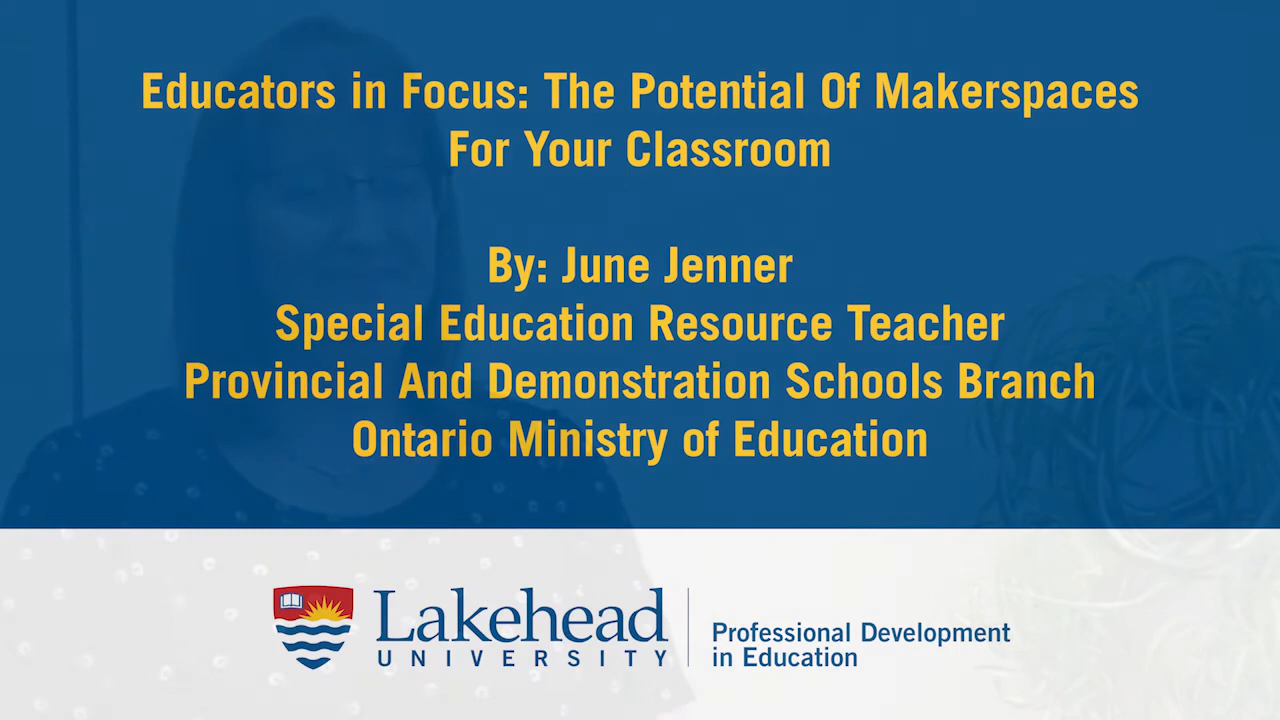 Educators in Focus: The Potential Of Makerspaces
For Your Classroom
By: June Jenner
Special Education Resource Teacher
Provincial And Demonstration Schools Branch
Ontario Ministry of Education
Lakehead
UNIVERSITY
Professional Development
in Education